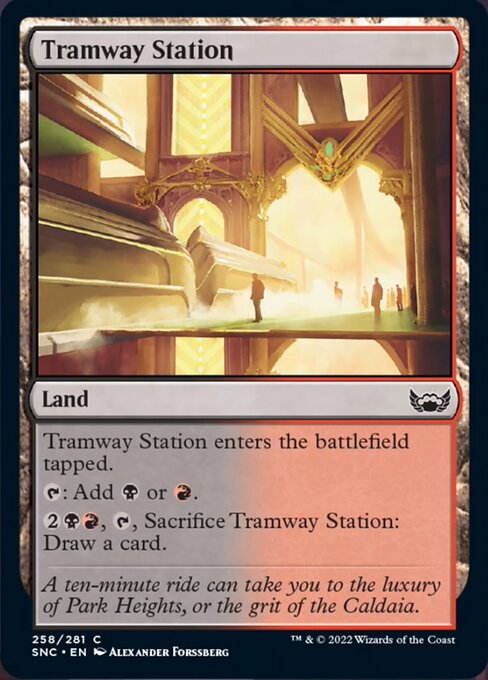 Tramway Station
Land
Tramway Station enters the battlefield
tapped.
: Add or .
2 , , Sacrifice Tramway Station:
Draw a card.
A ten-minute ride can take you to the luxury
of Park Heights, or the grit of the Caldaia.
258/281 C
SNC • EN Alexander Forssberg
™ & © 2022 Wizards of the Coast